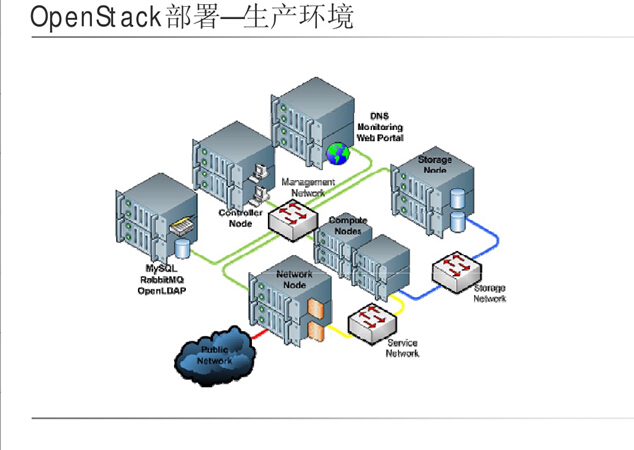 OpenStack部署—生产环境
DNS
Monitoring
Web Portal
Storage
Node
Management
Network
Controller
Node
Compute
Nodes
MySQL
RabbitMQ
OpenLDAP
Network
Node
Storage
Network
Service
Network
Public
Network